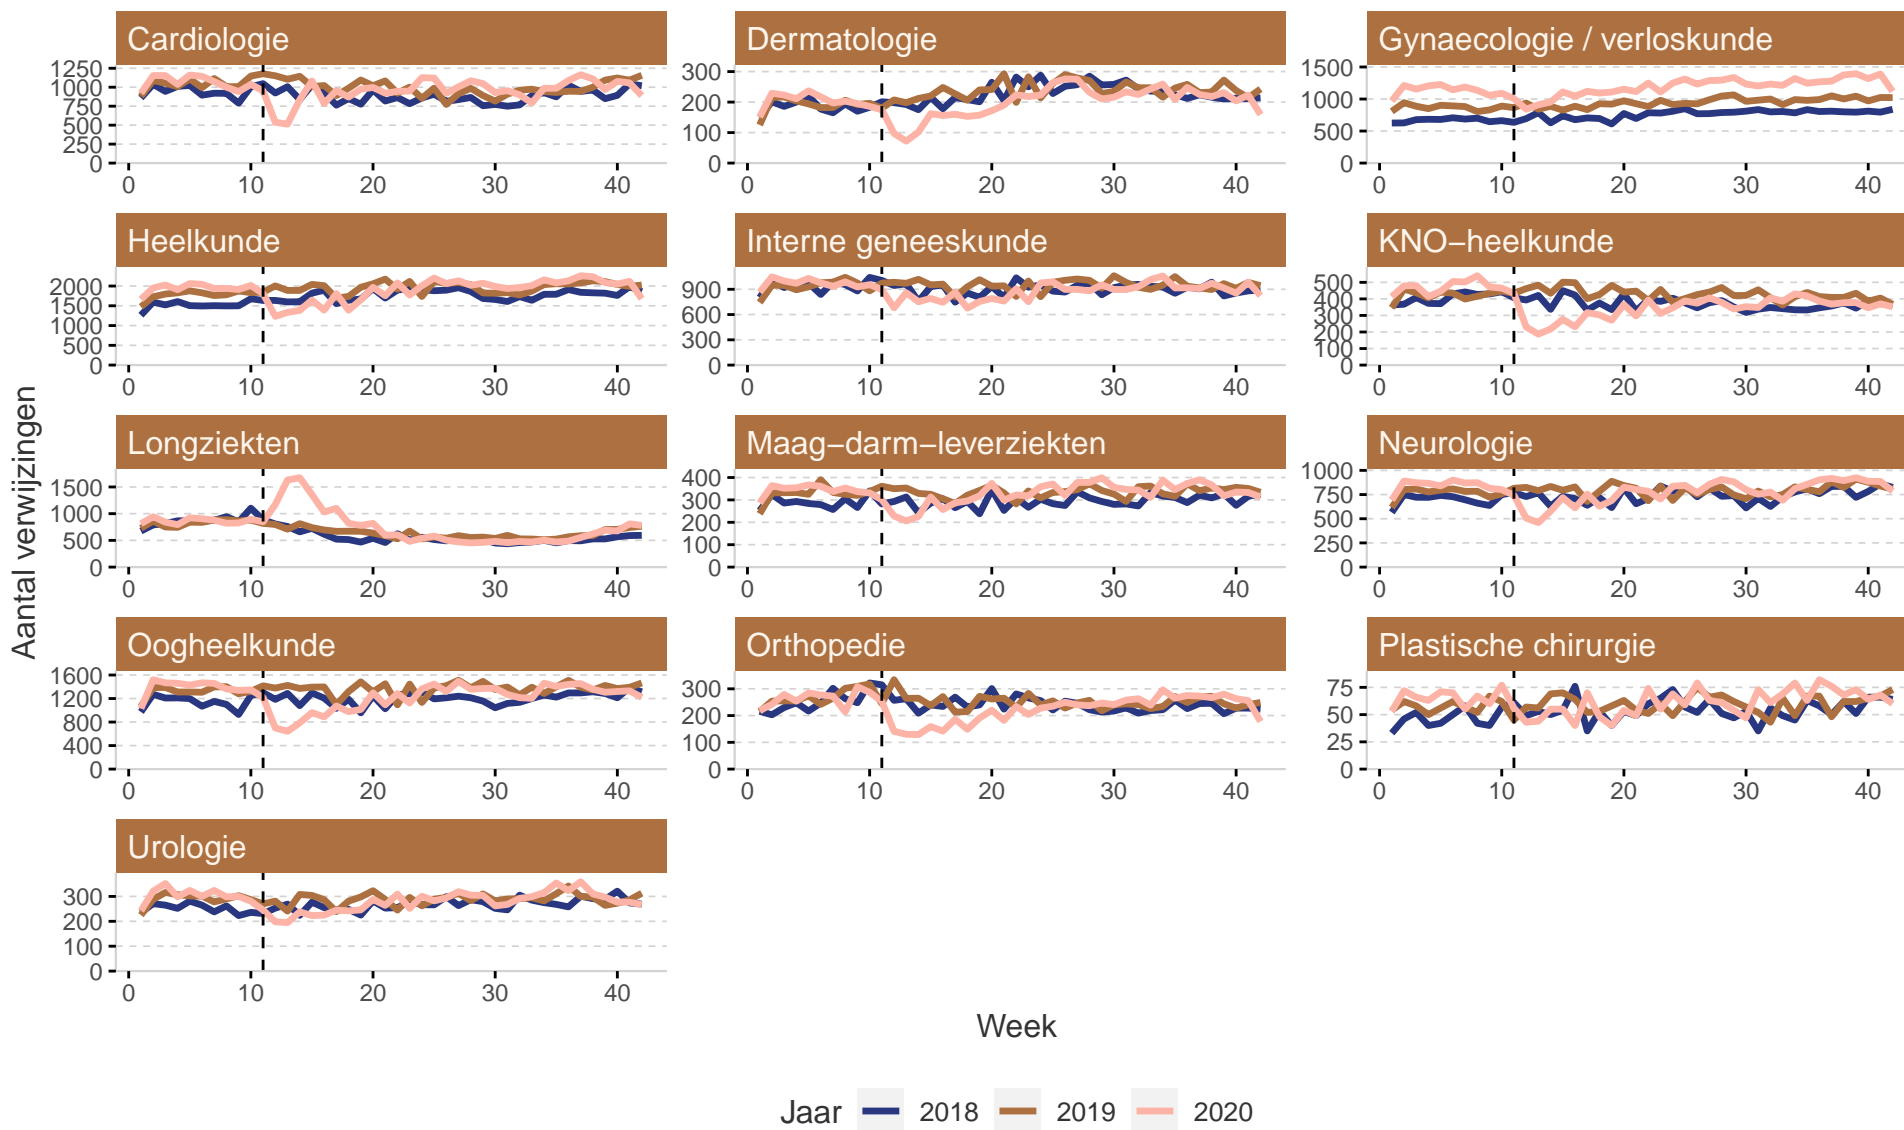 Cardiologie
Dermatologie
Gynaecologie / verloskunde
1250
1000
750
500
250
0
0 10 20 30 40
300
200
100
0
0 10 20 30 40
1500
1000
500
0
0 10 20 30 40
Heelkunde
Interne geneeskunde
KNO–heelkunde
2000
1500
1000
500
0
0 10 20 30 40
900
600
300
0
0 10 20 30 40
500
400
300
200
100
0
0 10 20 30 40
Aantal verwijzingen
Longziekten
Maag–darm–leverziekten
Neurologie
1500
1000
500
0
0 10 20 30 40
400
300
200
100
0
0 10 20 30 40
1000
750
500
250
0
0 10 20 30 40
Oogheelkunde
Orthopedie
Plastische chirurgie
1600
1200
800
400
0
0 10 20 30 40
300
200
100
0
0 10 20 30 40
75
50
25
0
0 10 20 30 40
Urologie
300
200
100
0
0 10 20 30 40
Week
Jaar 2018 2019 2020